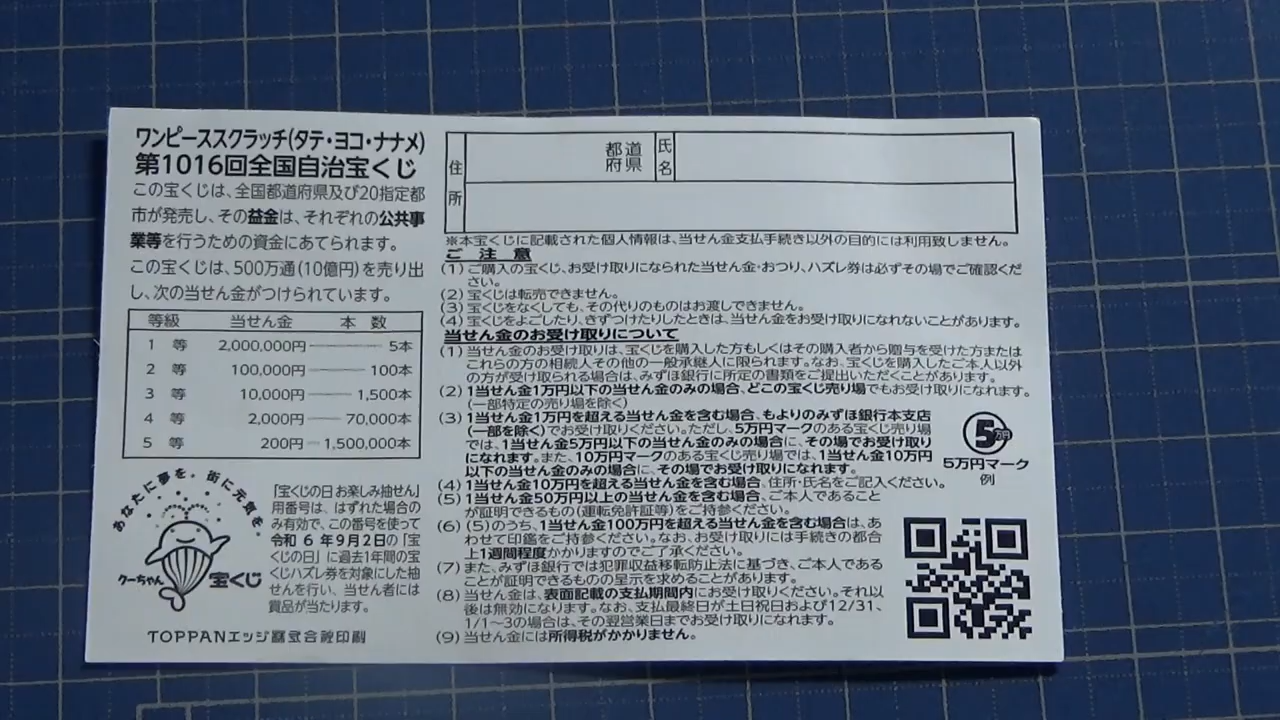 ワンピーススクラッチ(タテ・ヨコ・ナナメ)
第1016回全国自治宝くじ
この宝くじは、全国都道府県及び20指定都
市が発売し、その益金は、それぞれの公共事
業等を行うための資金にあてられます。
この宝くじは、500万通(10億円)を売り出
し、次の当せん金がつけられています。
等級 当せん金 本 数
1 等 2,000,000円 5本
2 等 100,000円 100本
3 等 10,000円 1,500本
4 等 2,000円 70,000本
5 等 200円 1,500,000本
あなたに夢を。街に元気を。
クーちゃん 宝くじ
「宝くじの日 お楽しみ抽せん」
用番号は、はずれた場合の
み有効で、この番号を使って
令和 6 年9月2日の「宝
くじの日」に過去1年間の宝
くじハズレ券を対象にした抽
せんを行い、当せん者には
賞品が当たります。
TOPPANエッジ株式会社印刷
住所 都道府県 氏名
※本宝くじに記載された個人情報は、当せん金支払手続き以外の目的には利用致しません。
ご 注 意
(1) ご購入の宝くじ、お受け取りになられた当せん金・おつり、ハズレ券は必ずその場でご確認くだ
さい。
(2) 宝くじは転売できません。
(3) 宝くじをなくしても、その代りのものはお渡しできません。
(4) 宝くじをよごしたり、きずつけたりしたときは、当せん金をお受け取りになれないことがあります。
当せん金のお受け取りについて
(1) 当せん金のお受け取りは、宝くじを購入した方もしくはその購入者から贈与を受けた方または
これらの方の相続人その他の一般承継人に限られます。なお、宝くじを購入したご本人以外
の方が受け取られる場合は、みずほ銀行に所定の書類をご提出いただくことがあります。
(2) 1当せん金1万円以下の当せん金のみの場合、どこの宝くじ売り場でもお受け取りになれます。
(一部特定の売り場を除く)
(3) 1当せん金1万円を超える当せん金を含む場合、もよりのみずほ銀行本支店
(一部を除く)でお受け取りください。ただし、5万円マークのある宝くじ売り場
では、1当せん金5万円以下の当せん金のみの場合に、その場でお受け取り
になれます。また、10万円マークのある宝くじ売り場では、1当せん金10万円
以下の当せん金のみの場合に、その場でお受け取りになれます。
5万円
5万円マーク
例
(4) 1当せん金10万円を超える当せん金を含む場合、住所・氏名をご記入ください。
(5) 1当せん金50万円以上の当せん金を含む場合、ご本人であること
が証明できるもの(運転免許証等)をご持参ください。
(6) (5)のうち、1当せん金100万円を超える当せん金を含む場合は、あ
わせて印鑑をご持参ください。なお、お受け取りには手続きの都合
上1週間程度かかりますのでご了承ください。
(7) また、みずほ銀行では犯罪収益移転防止法に基づき、ご本人である
ことが証明できるものの呈示を求めることがあります。
(8) 当せん金は、表面記載の支払期間内にお受け取りください。それ以
後は無効になります。なお、支払最終日が土日祝日および12/31、
1/1~3の場合は、その翌営業日までお受け取りになれます。
(9) 当せん金には所得税がかかりません。